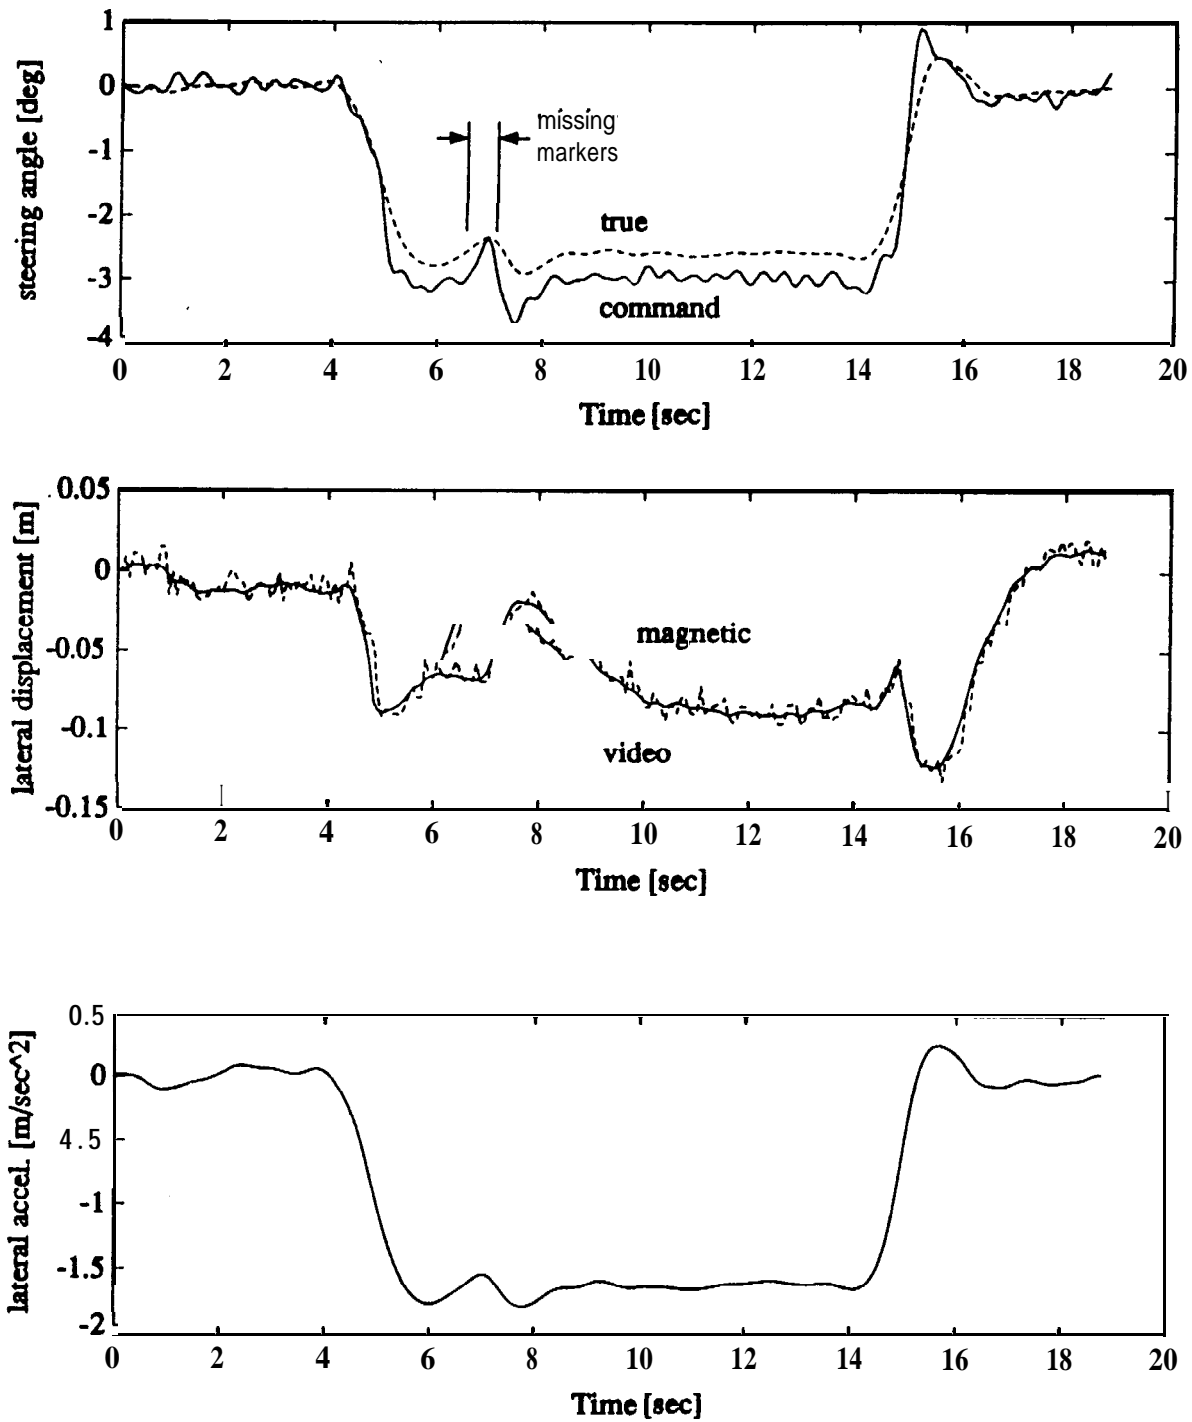 steering angle [deg]
1
0
-1
-2
-3
-4
missing
markers
true
command
0 2 4 6 8 10 12 14 16 18 20
Time [sec]
lateral displacement [m]
0.05
0
-0.05
-0.1
-0.15
magnetic
video
0 2 4 6 8 10 12 14 16 18 20
Time [sec]
lateral accel. [m/sec^2]
0.5
0
4.5
-1
-1.5
-2
0 2 4 6 8 10 12 14 16 18 20
Time [sec]